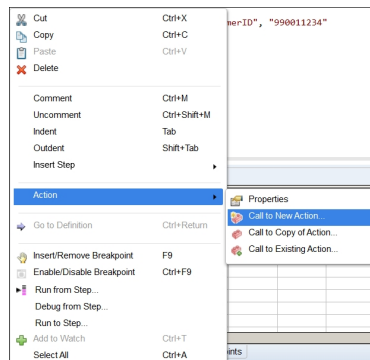 Cut Ctrl+X
merID", "990011234"
Copy Ctrl+C
Paste Ctrl+V
Delete
Comment Ctrl+M
Uncomment Ctrl+Shift+M
Indent Tab
Outdent Shift+Tab
Insert Step
Action
Properties
Go to Definition Ctrl+Return
Call to New Action...
Call to Copy of Action...
Call to Existing Action...
Insert/Remove Breakpoint F9
Enable/Disable Breakpoint Ctrl+F9
Run from Step...
Debug from Step...
Run to Step...
Add to Watch Ctrl+T
Select All Ctrl+A
ints